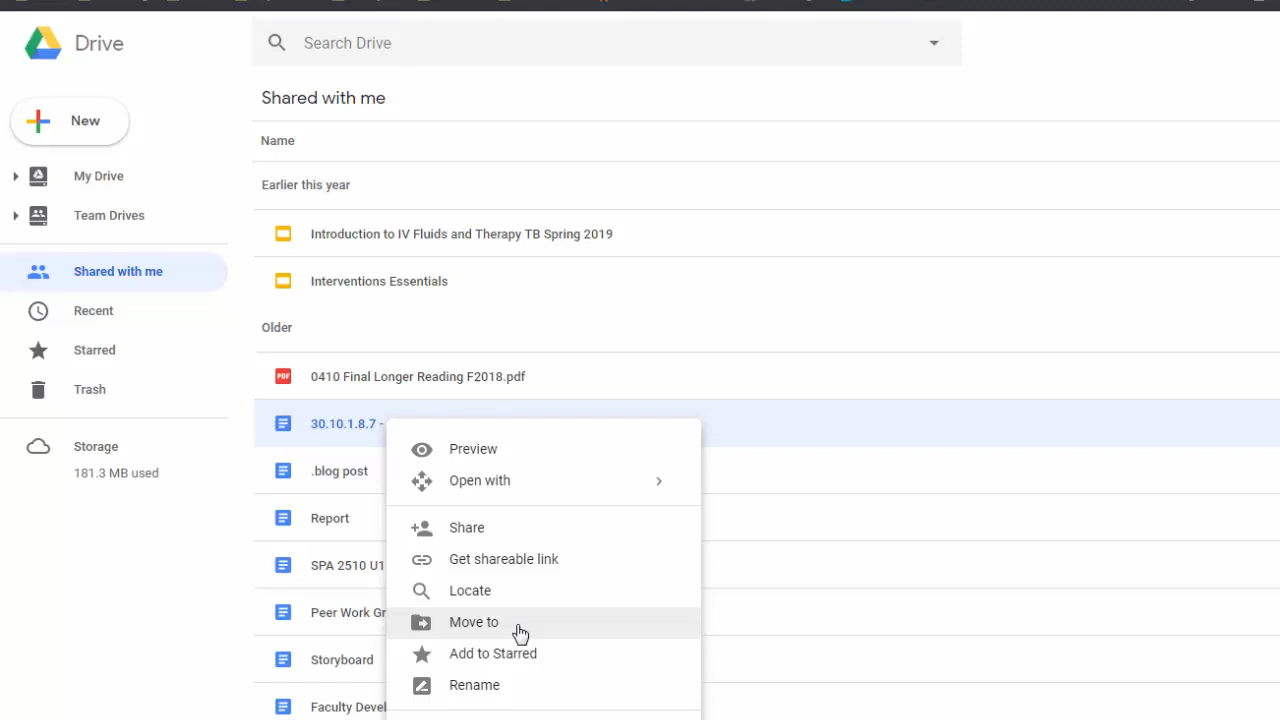 Drive
Search Drive
New
My Drive
Team Drives
Shared with me
Recent
Starred
Trash
Storage
181.3 MB used
Shared with me
Name
Earlier this year
Introduction to IV Fluids and Therapy TB Spring 2019
Interventions Essentials
Older
PDF 0410 Final Longer Reading F2018.pdf
30.10.1.8.7 -
.blog post
Report
SPA 2510 U1
Peer Work Gr
Storyboard
Faculty Devel
Preview
Open with
Share
Get shareable link
Locate
Move to
Add to Starred
Rename